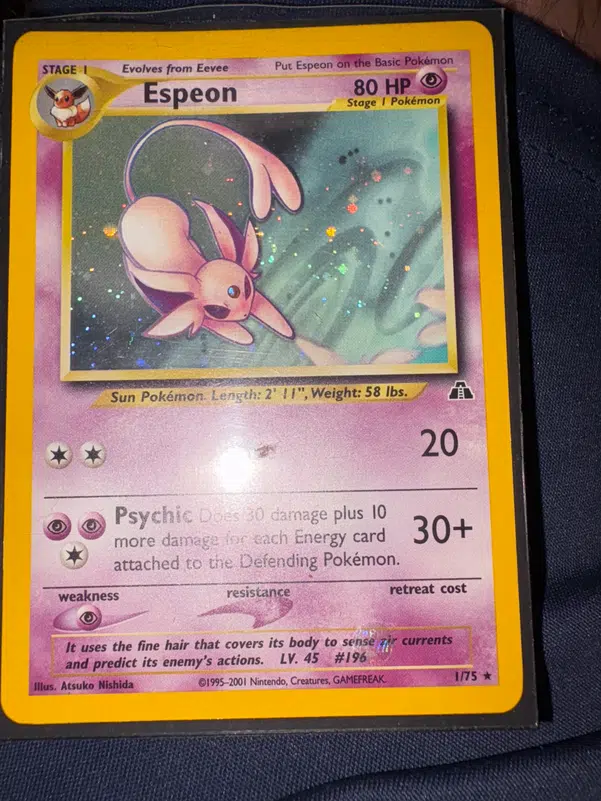 STAGE 1 Evolves from Eevee Put Espeon on the Basic Pokémon
Espeon 80 HP
Stage 1 Pokémon
Sun Pokémon. Length: 2' 11", Weight: 58 lbs.
20
Psychic Does 30 damage plus 10
more damage for each Energy card
attached to the Defending Pokémon.
30+
weakness resistance retreat cost
It uses the fine hair that covers its body to sense air currents
and predict its enemy's actions. LV. 45 #196
Illus. Atsuko Nishida ©1995-2001 Nintendo, Creatures, GAMEFREAK. 1/75 ★